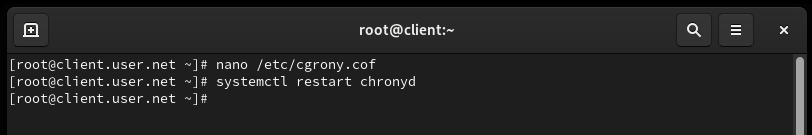 root@client:~
[root@client.user.net ~]# nano /etc/cgrony.cof
[root@client.user.net ~]# systemctl restart chronyd
[root@client.user.net ~]#